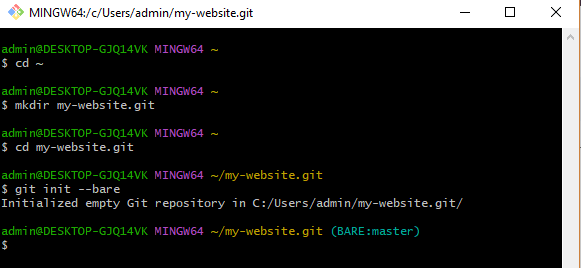 MINGW64:/c/Users/admin/my-website.git
admin@DESKTOP-GJQ14VK MINGW64 ~
$ cd ~
admin@DESKTOP-GJQ14VK MINGW64 ~
$ mkdir my-website.git
admin@DESKTOP-GJQ14VK MINGW64 ~
$ cd my-website.git
admin@DESKTOP-GJQ14VK MINGW64 ~/my-website.git
$ git init --bare
Initialized empty Git repository in C:/Users/admin/my-website.git/
admin@DESKTOP-GJQ14VK MINGW64 ~/my-website.git (BARE:master)
$